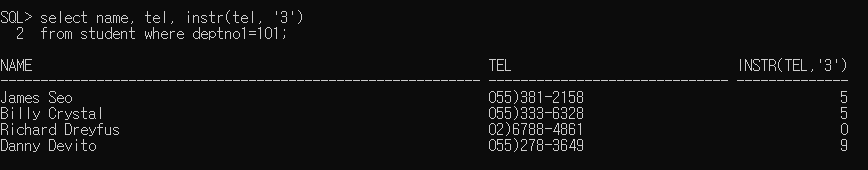 SQL> select name, tel, instr(tel, '3')
2 from student where deptno1=101;
NAME TEL INSTR(TEL,'3')
---------------------------------------------------------------- -------------------------------- --------------
James Seo 055)381-2158 5
Billy Crystal 055)333-6328 5
Richard Dreyfus 02)6788-4861 0
Danny Devito 055)278-3649 9